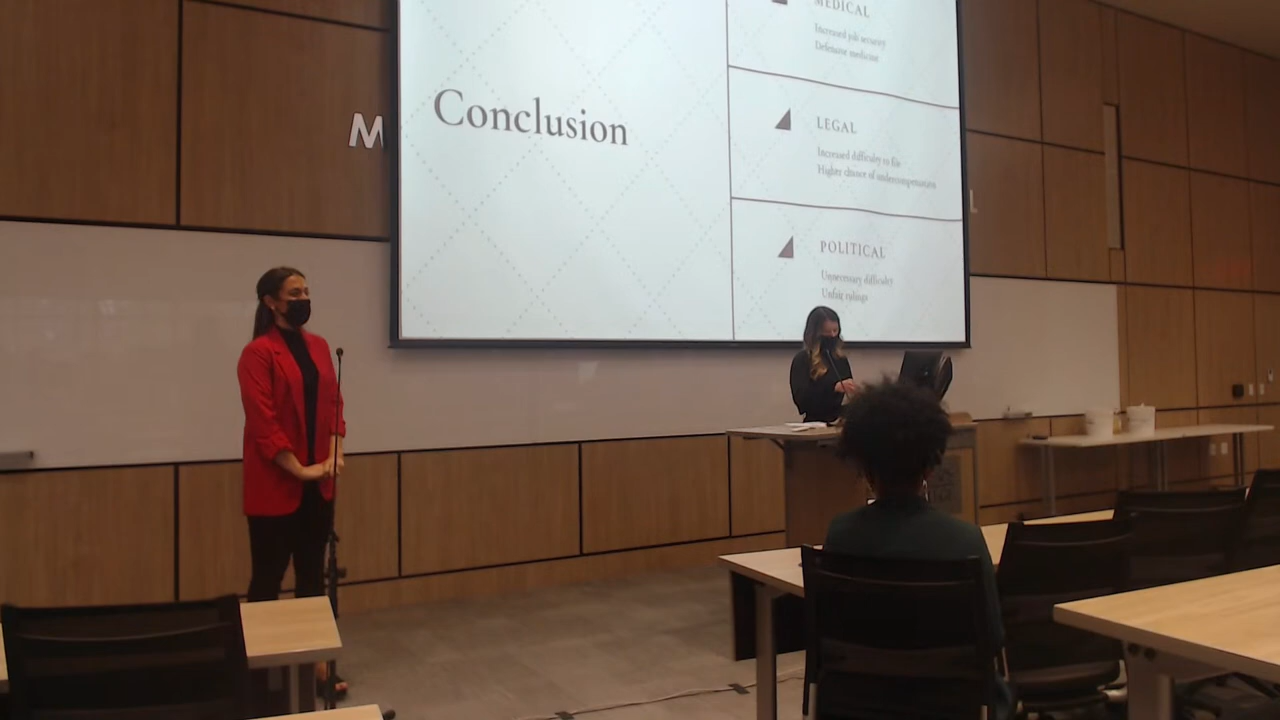 M
Conclusion
MEDICAL
Increased job security
Defensive medicine
LEGAL
Increased difficulty to file
Higher chance of undercompensation
L
POLITICAL
Unnecessary difficulty
Unfair rulings